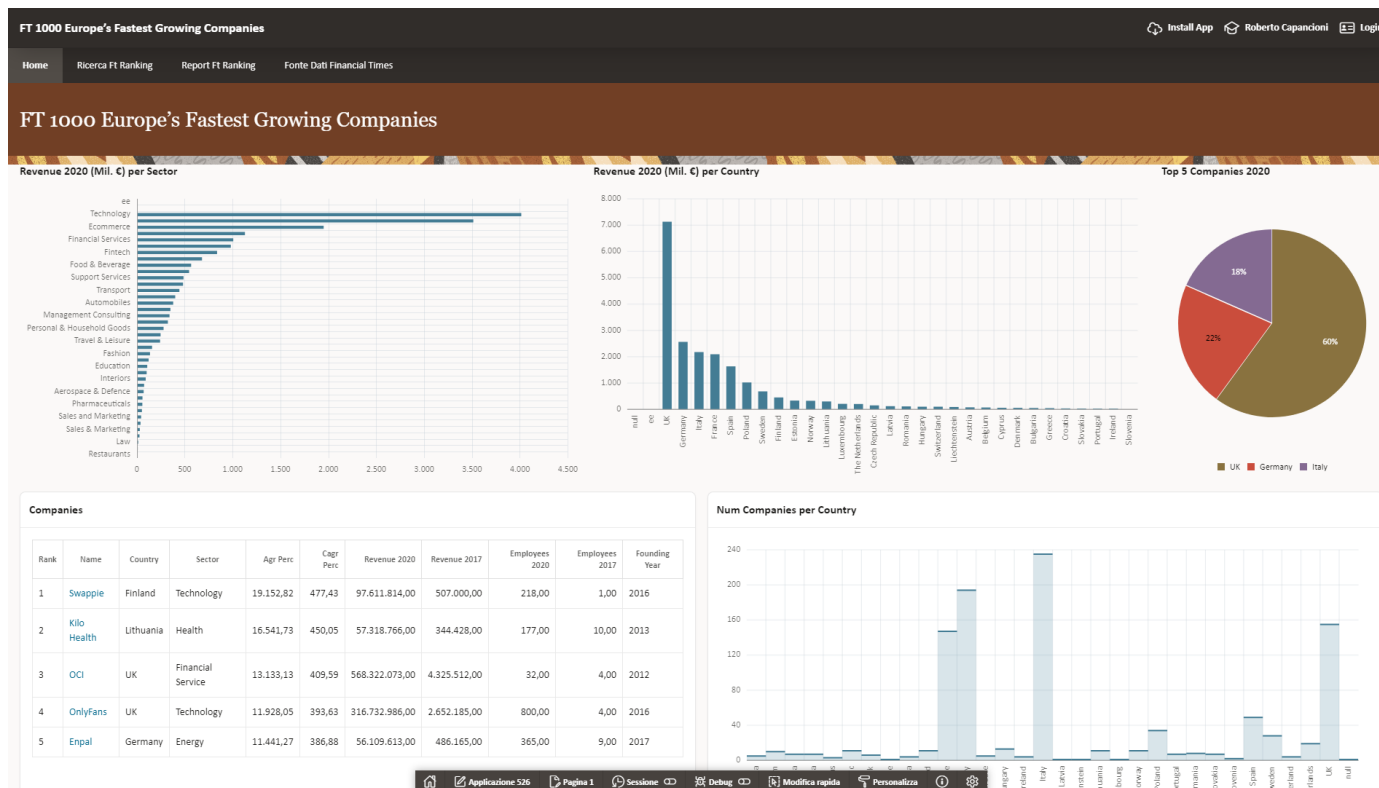 FT 1000 Europe's Fastest Growing Companies
Install App Roberto Capancioni Login
Home Ricerca Ft Ranking Report Ft Ranking Fonte Dati Financial Times
FT 1000 Europe's Fastest Growing Companies
Revenue 2020 (Mil. €) per Sector
ee
Technology
Ecommerce
Financial Services
Fintech
Food & Beverage
Support Services
Transport
Automobiles
Management Consulting
Personal & Household Goods
Travel & Leisure
Fashion
Education
Interiors
Aerospace & Defence
Pharmaceuticals
Sales and Marketing
Sales & Marketing
Law
Restaurants
0 500 1.000 1.500 2.000 2.500 3.000 3.500 4.000 4.500
Revenue 2020 (Mil. €) per Country
8.000
7.000
6.000
5.000
4.000
3.000
2.000
1.000
0
null
ee
UK
Germany
Italy
France
Spain
Poland
Sweden
Finland
Estonia
Norway
Lithuania
Luxembourg
The Netherlands
Czech Republic
Latvia
Romania
Hungary
Switzerland
Liechtenstein
Austria
Belgium
Cyprus
Denmark
Bulgaria
Greece
Croatia
Slovakia
Portugal
Ireland
Slovenia
Top 5 Companies 2020
18%
22%
60%
UK Germany Italy
Companies
Rank Name Country Sector Agr Perc Cagr Perc Revenue 2020 Revenue 2017 Employees 2020 Employees 2017 Founding Year
1 Swappie Finland Technology 19.152,82 477,43 97.611.814,00 507.000,00 218,00 1,00 2016
2 Kilo Health Lithuania Health 16.541,73 450,05 57.318.766,00 344.428,00 177,00 10,00 2013
3 OCI UK Financial Service 13.133,13 409,59 568.322.073,00 4.325.512,00 32,00 4,00 2012
4 OnlyFans UK Technology 11.928,05 393,63 316.732.986,00 2.652.185,00 800,00 4,00 2016
5 Enpal Germany Energy 11.441,27 386,88 56.109.613,00 486.165,00 365,00 9,00 2017
Num Companies per Country
240
200
160
120
80
40
0
Italy
Latvia
Spain
UK
null
Applicazione 526 Pagina 1 Sessione Debug Modifica rapida Personalizza